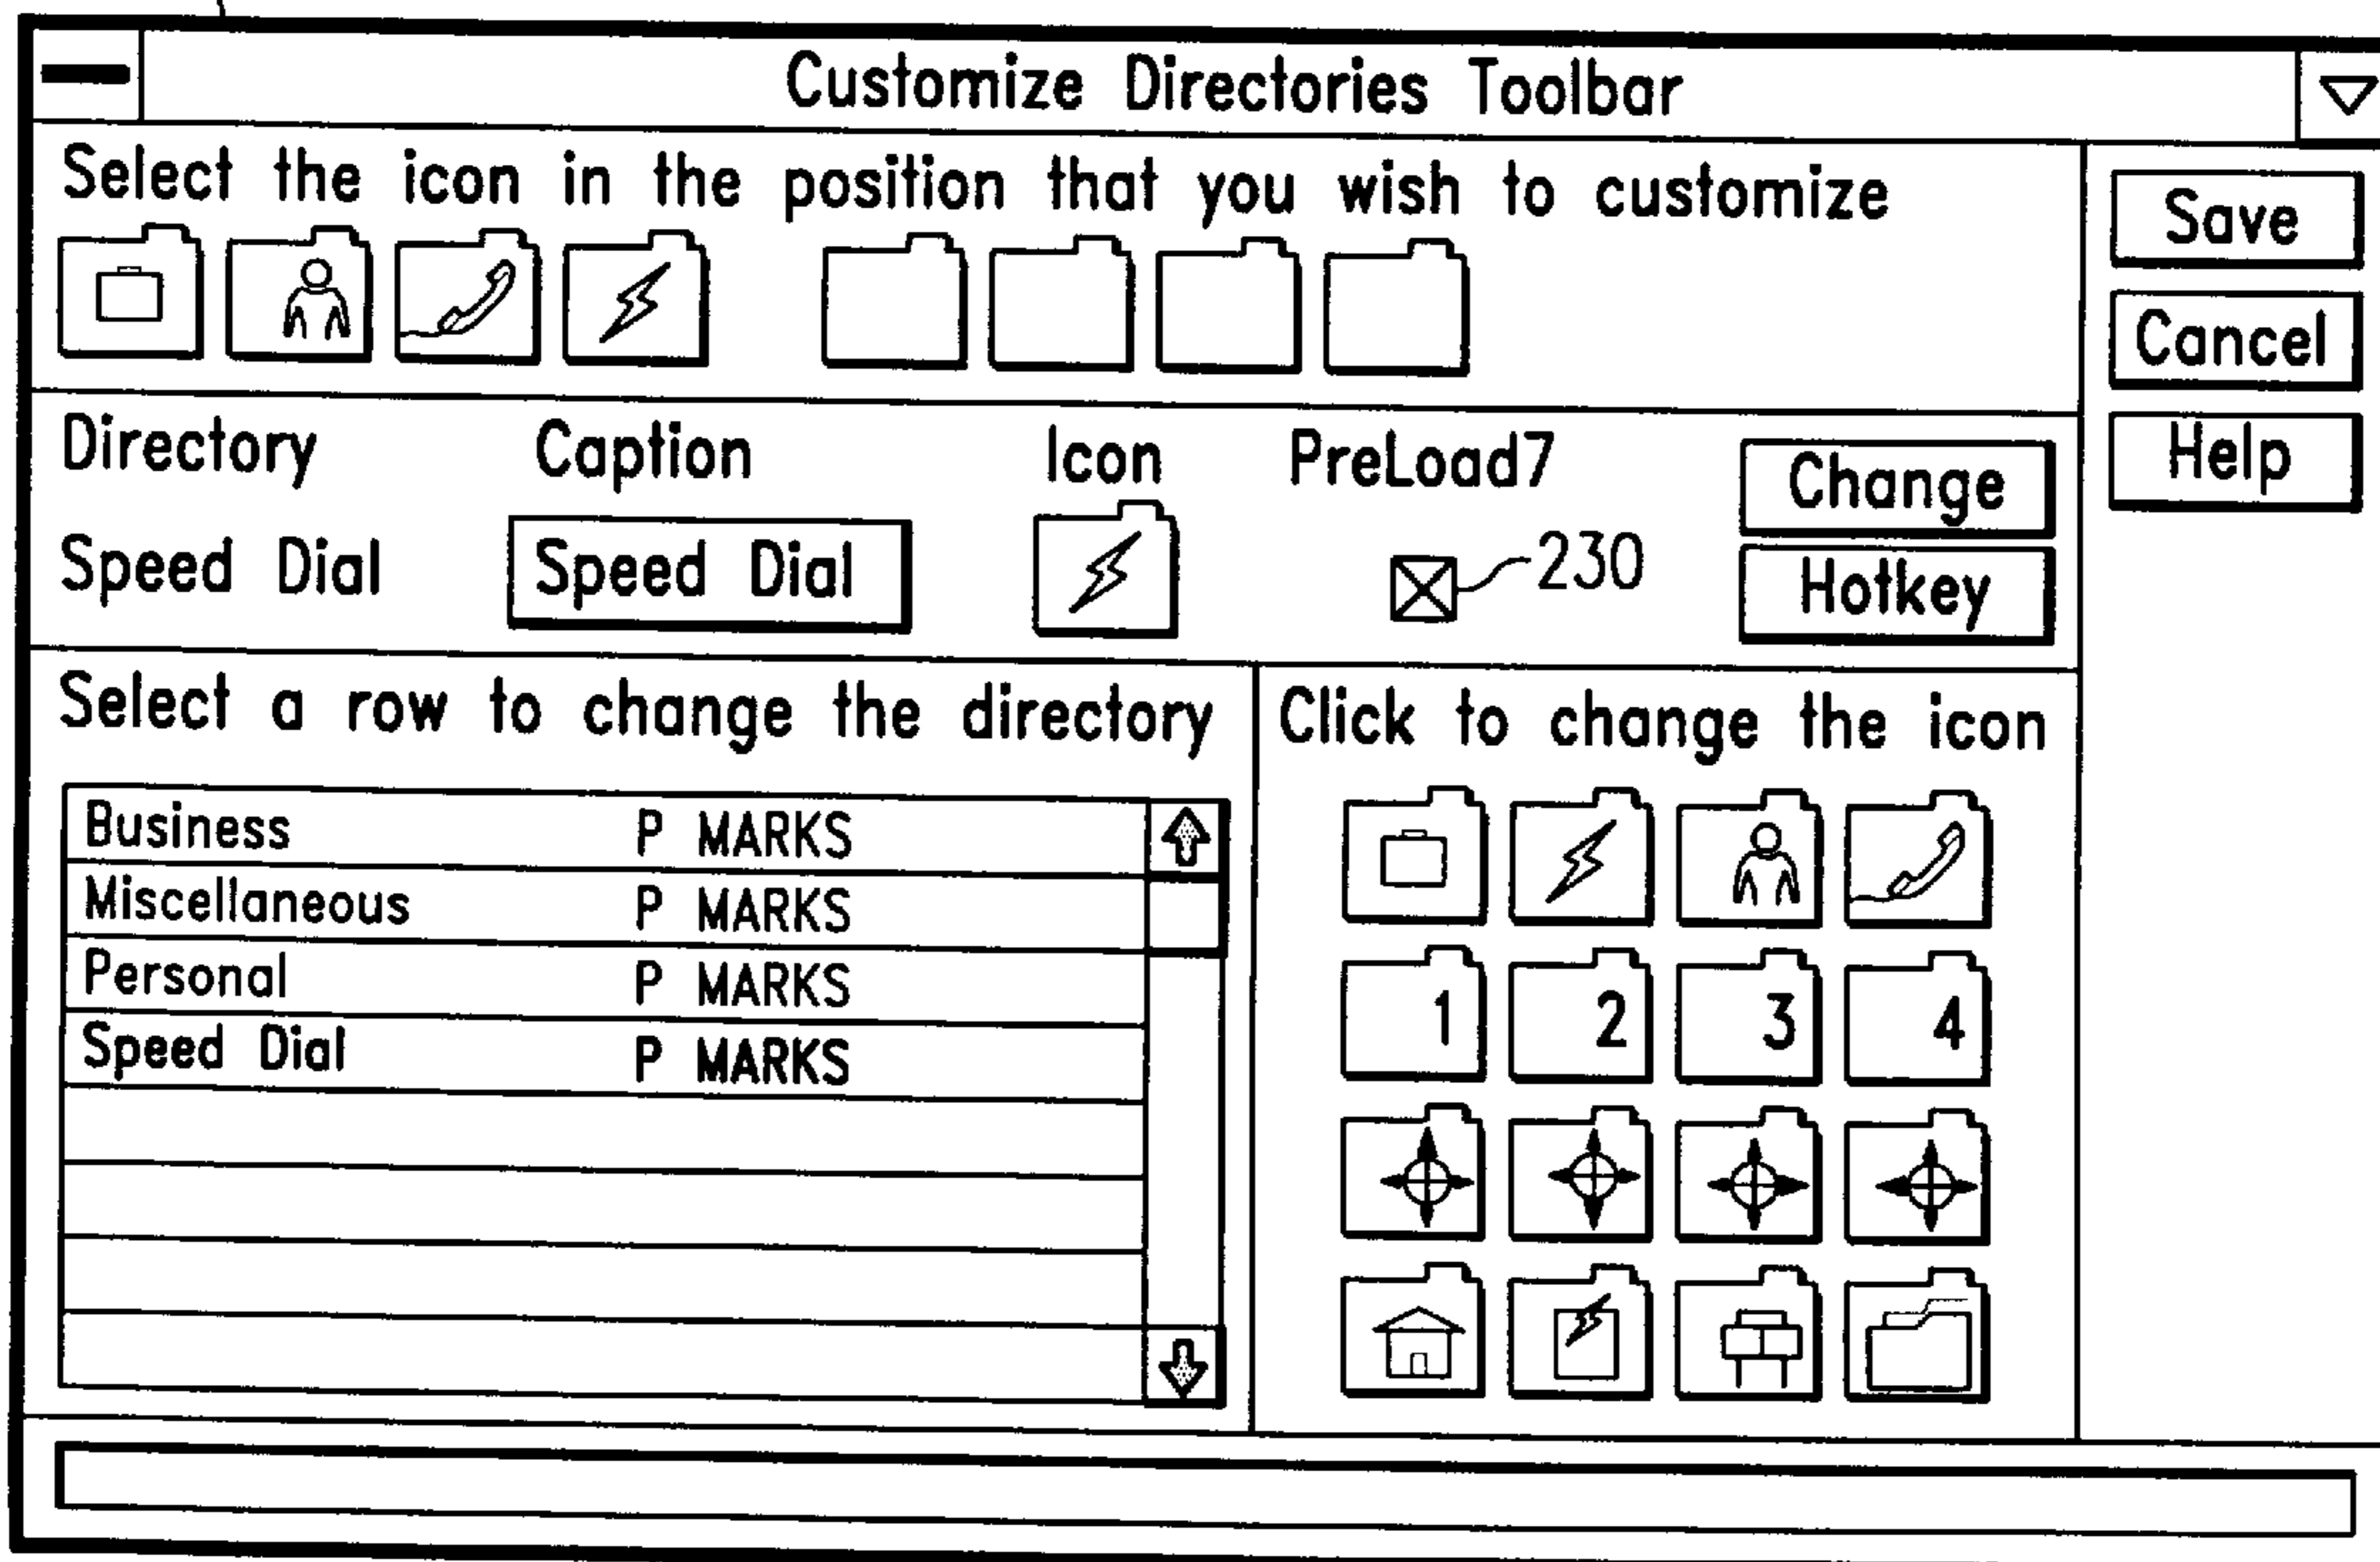 Customize Directories Toolbar
Select the icon in the position that you wish to customize
Save
Cancel
Help
Directory Caption Icon PreLoad7 Change
Speed Dial Speed Dial 230 Hotkey
Select a row to change the directory
Business P MARKS
Miscellaneous P MARKS
Personal P MARKS
Speed Dial P MARKS
Click to change the icon
1 2 3 4